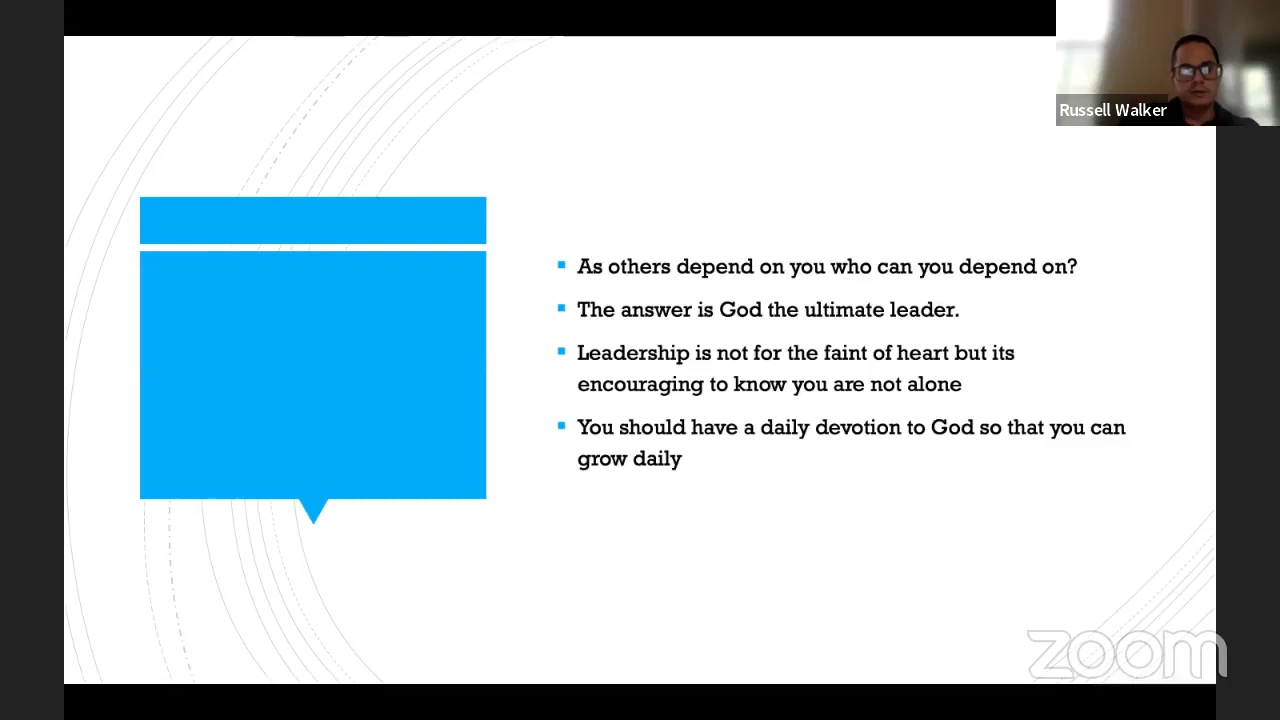 Russell Walker
As others depend on you who can you depend on?
The answer is God the ultimate leader.
Leadership is not for the faint of heart but its
encouraging to know you are not alone
You should have a daily devotion to God so that you can
grow daily
zoom